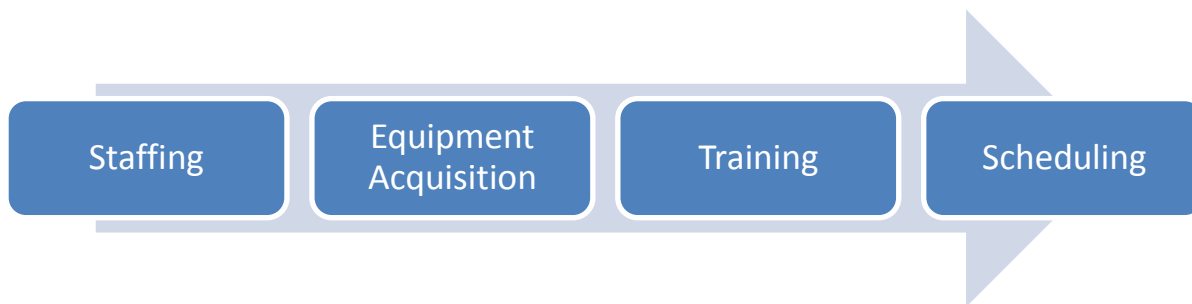 Staffing
Equipment
Acquisition
Training
Scheduling